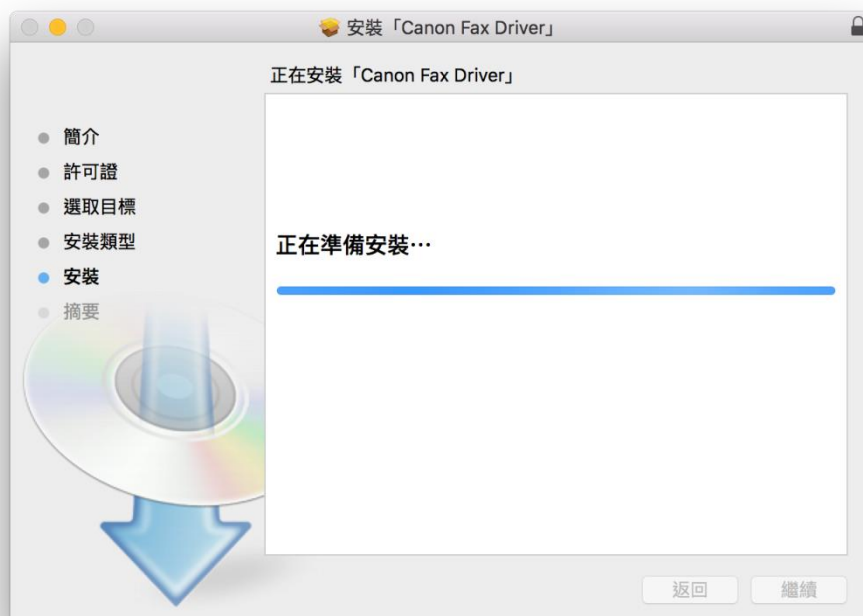 安裝「Canon Fax Driver」
正在安裝「Canon Fax Driver」
簡介
許可證
選取目標
安裝類型
安裝
摘要
正在準備安裝⋯
返回
繼續